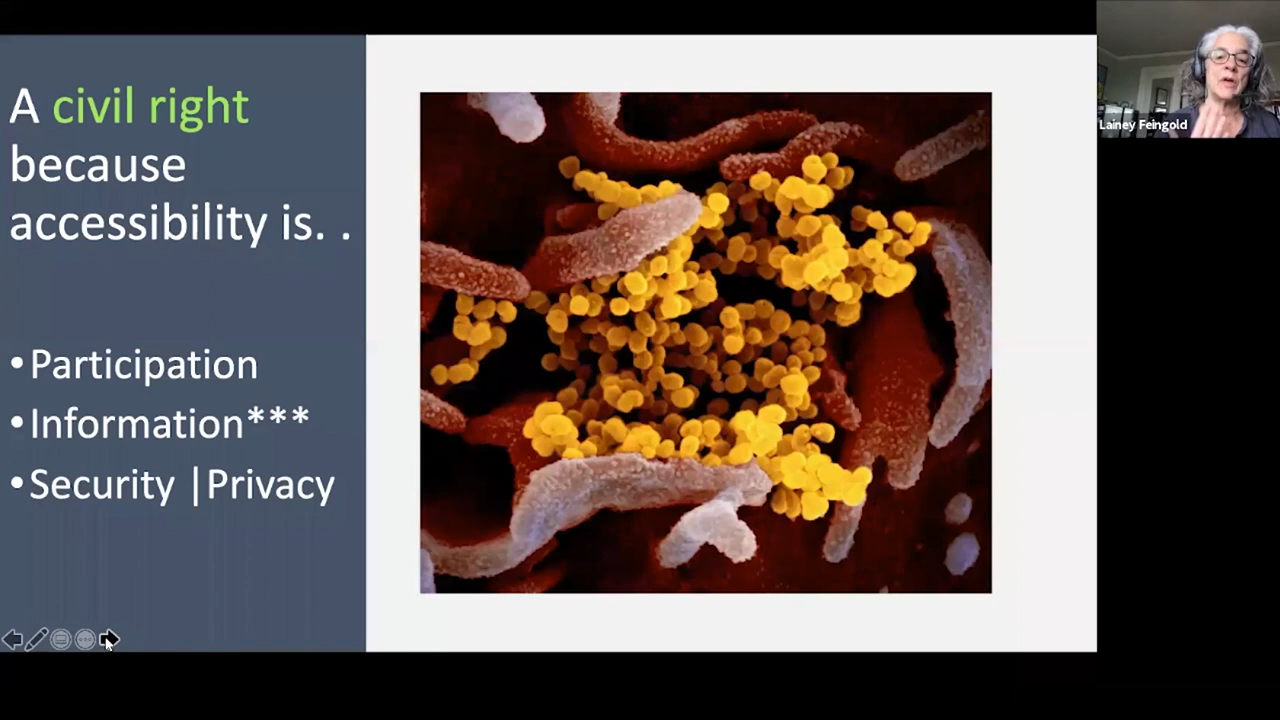 A civil right
because
accessibility is. .
•Participation
•Information***
•Security |Privacy
Lainey Feingold